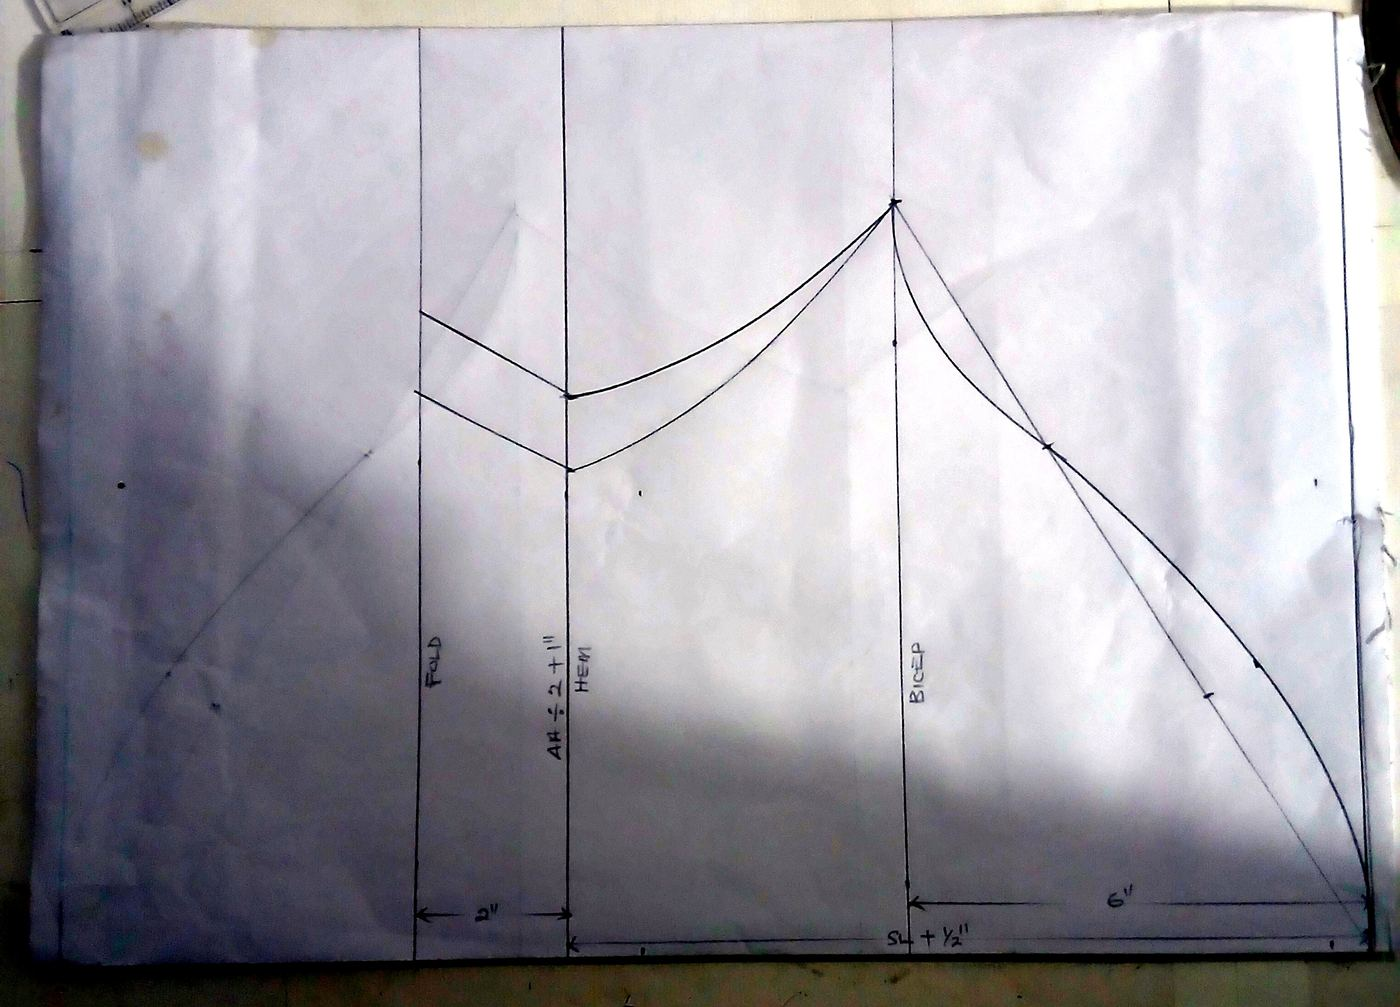 FOLD
AH ÷ 2 + 1"
HEM
BICEP
2"
6"
SL + 1/2"